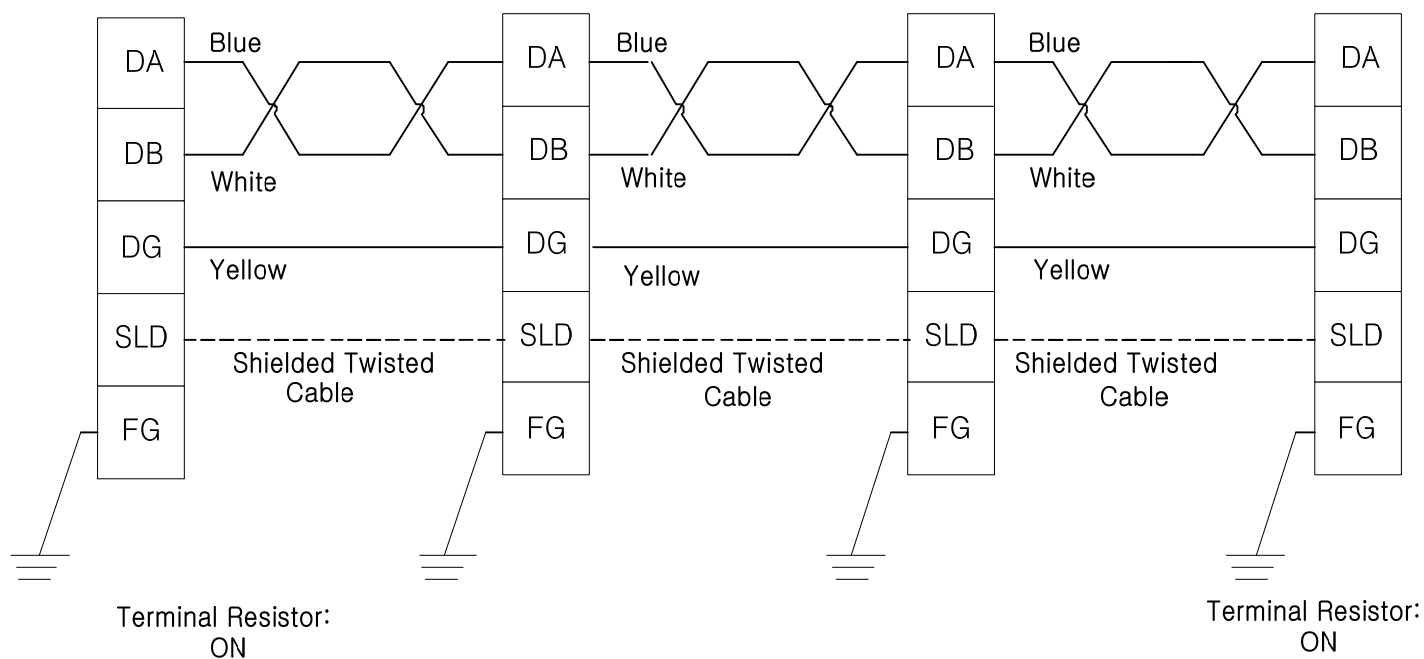 DA Blue DA Blue DA Blue DA
DB White DB White DB White DB
DG Yellow DG Yellow DG Yellow DG
SLD Shielded Twisted SLD Shielded Twisted SLD Shielded Twisted SLD
Cable Cable Cable
FG FG FG FG
Terminal Resistor: Terminal Resistor:
ON ON